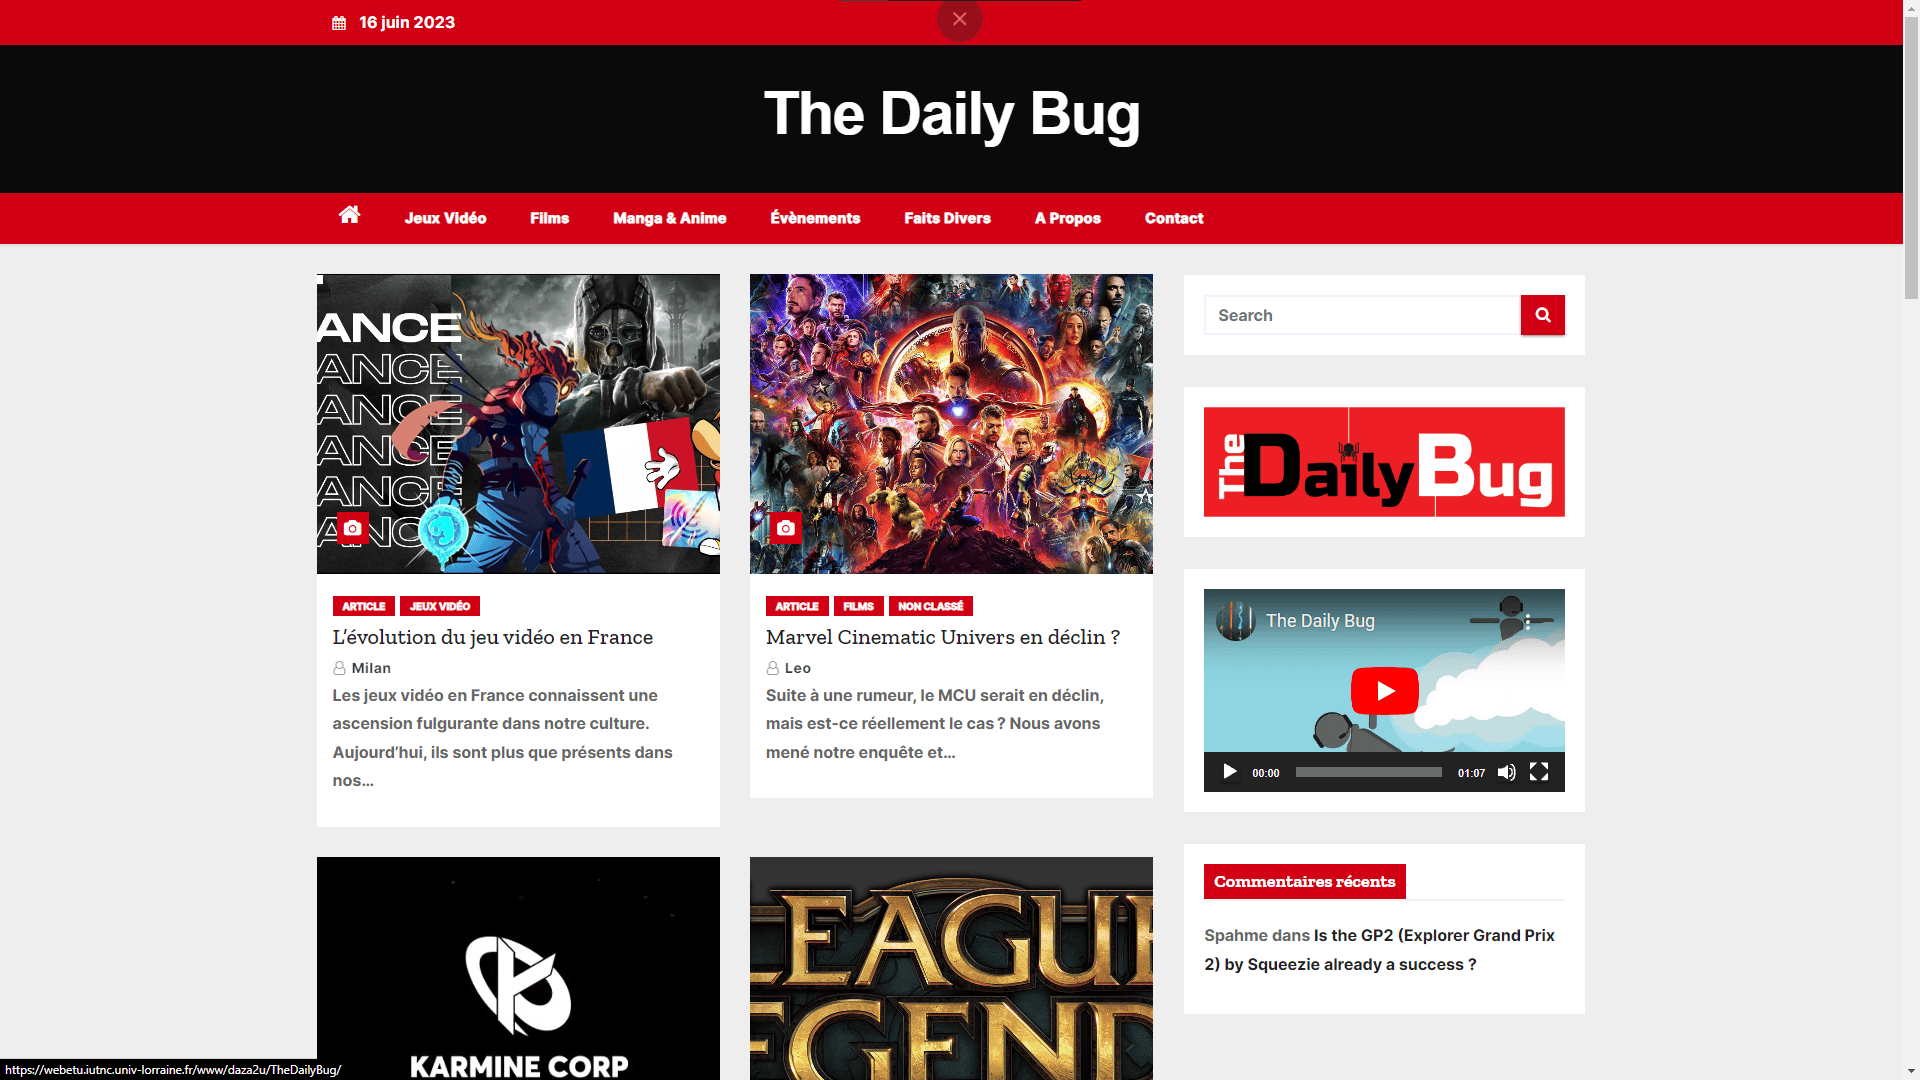 16 juin 2023
The Daily Bug
Jeux Vidéo Films Manga & Anime Évènements Faits Divers A Propos Contact
ANCE
ANCE
ANCE
ANCE
ANCE
ARTICLE JEUX VIDÉO
L'évolution du jeu vidéo en France
Milan
Les jeux vidéo en France connaissent une
ascension fulgurante dans notre culture.
Aujourd'hui, ils sont plus que présents dans
nos…
ARTICLE FILMS NON CLASSÉ
Marvel Cinematic Univers en déclin ?
Leo
Suite à une rumeur, le MCU serait en déclin,
mais est-ce réellement le cas ? Nous avons
mené notre enquête et…
KARMINE CORP
LEAGUE
LEGEND
Search
The Daily Bug
The Daily Bug
00:00 01:07
Commentaires récents
Spahme dans Is the GP2 (Explorer Grand Prix
2) by Squeezie already a success ?
https://webetu.iutnc.univ-lorraine.fr/www/daza2u/TheDailyBug/